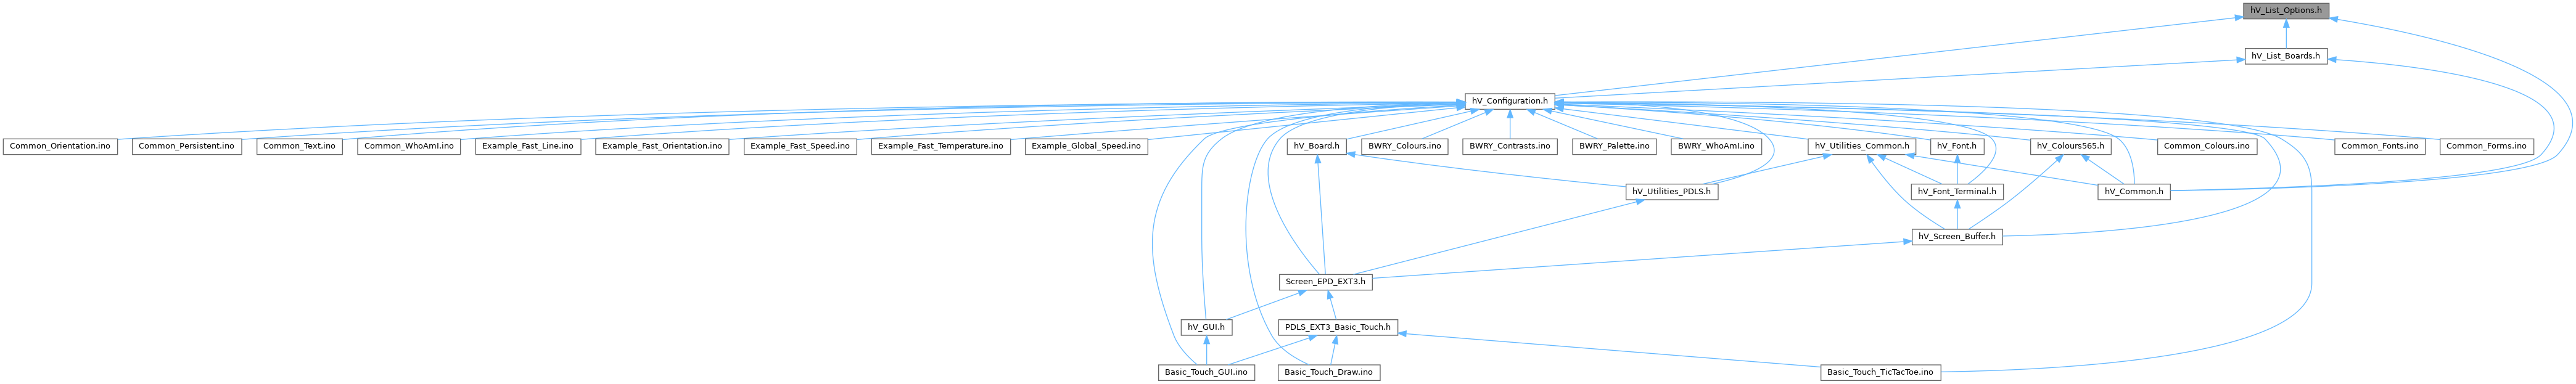 hV_List_Options.h
hV_List_Boards.h
hV_Configuration.h
Common_Orientation.ino
Common_Persistent.ino
Common_Text.ino
Common_WhoAmI.ino
Example_Fast_Line.ino
Example_Fast_Orientation.ino
Example_Fast_Speed.ino
Example_Fast_Temperature.ino
Example_Global_Speed.ino
hV_Board.h
BWRY_Colours.ino
BWRY_Contrasts.ino
BWRY_Palette.ino
BWRY_WhoAmI.ino
hV_Utilities_Common.h
hV_Font.h
hV_Colours565.h
Common_Colours.ino
Common_Fonts.ino
Common_Forms.ino
hV_Utilities_PDLS.h
hV_Font_Terminal.h
hV_Common.h
hV_Screen_Buffer.h
Screen_EPD_EXT3.h
hV_GUI.h
PDLS_EXT3_Basic_Touch.h
Basic_Touch_GUI.ino
Basic_Touch_Draw.ino
Basic_Touch_TicTacToe.ino